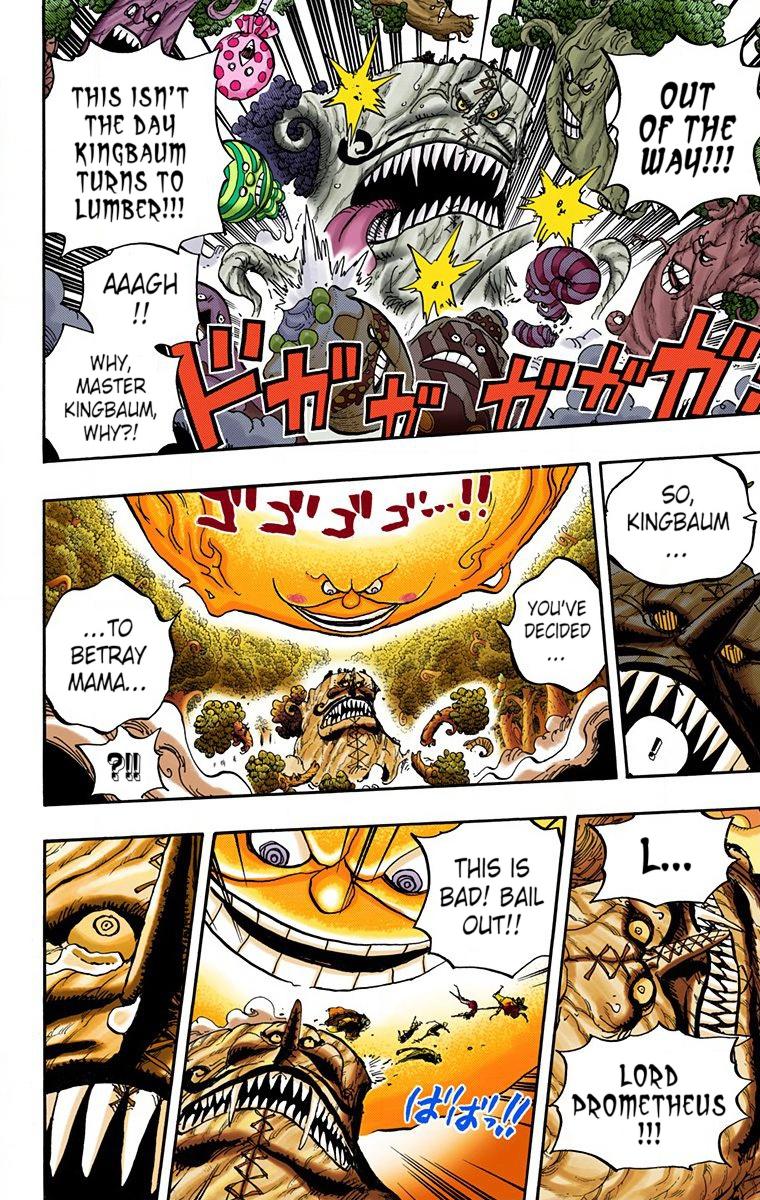 OUT
OF THE
WAY!!!
THIS ISN'T
THE DAY
KINGBAUM
TURNS TO
LUMBER!!!
AAAGH
!!
WHY,
MASTER
KINGBAUM,
WHY?!
ドガガガガガ!
SO,
KINGBAUM
...
!
ゴゴゴゴ…!!
YOU'VE
DECIDED
...
...TO
BETRAY
MAMA...
?!!
L...
LORD
PROMETHEUS
!!!
THIS IS
BAD! BAIL
OUT!!
ばばばっ!!